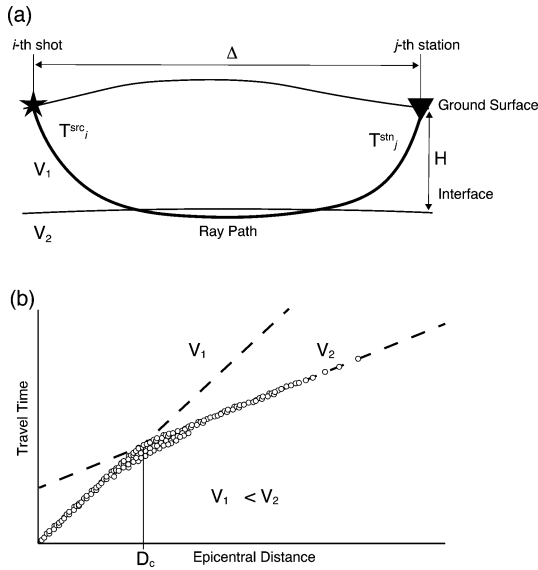 (a)
i-th shot
j-th station
Δ
Ground Surface
T^src_i
T^stn_j
V₁
H
Interface
V₂
Ray Path
(b)
V₁
V₂
Travel Time
V₁ < V₂
D_c
Epicentral Distance